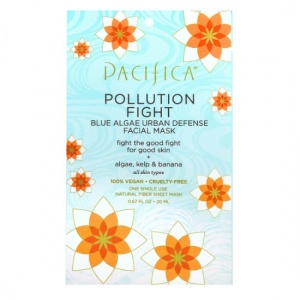 PACIFICA®
POLLUTION
FIGHT
BLUE ALGAE URBAN DEFENSE
FACIAL MASK
fight the good fight
for good skin
+
algae, kelp & banana
all skin types
100% VEGAN • CRUELTY-FREE
ONE SINGLE USE
NATURAL FIBER SHEET MASK
0.67 FL. OZ ~ 20 ML